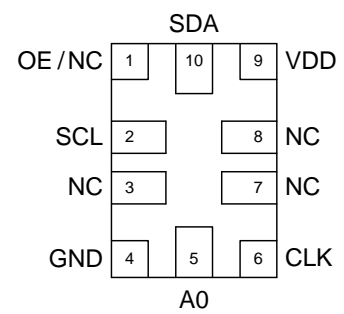 SDA
OE/NC 1 10 9 VDD
SCL 2 8 NC
NC 3 7 NC
GND 4 5 6 CLK
A0